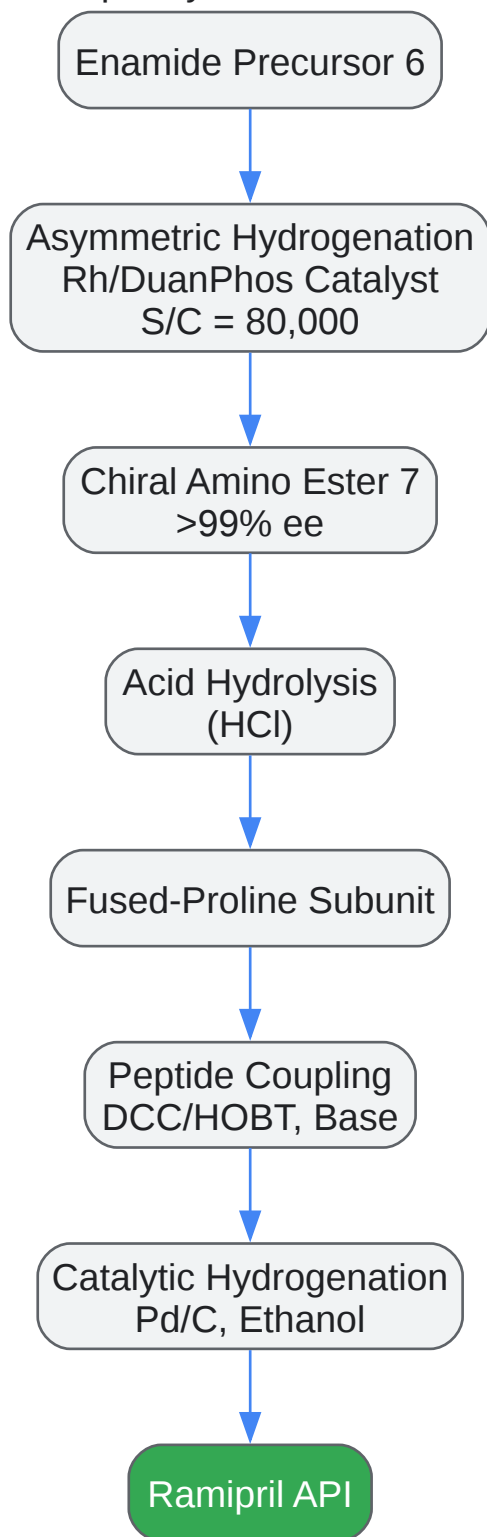 Enamide Precursor 6
Asymmetric Hydrogenation
Rh/DuanPhos Catalyst
S/C = 80,000
Chiral Amino Ester 7
>99% ee
Acid Hydrolysis
(HCl)
Fused-Proline Subunit
Peptide Coupling
DCC/HOBT, Base
Catalytic Hydrogenation
Pd/C, Ethanol
Ramipril API